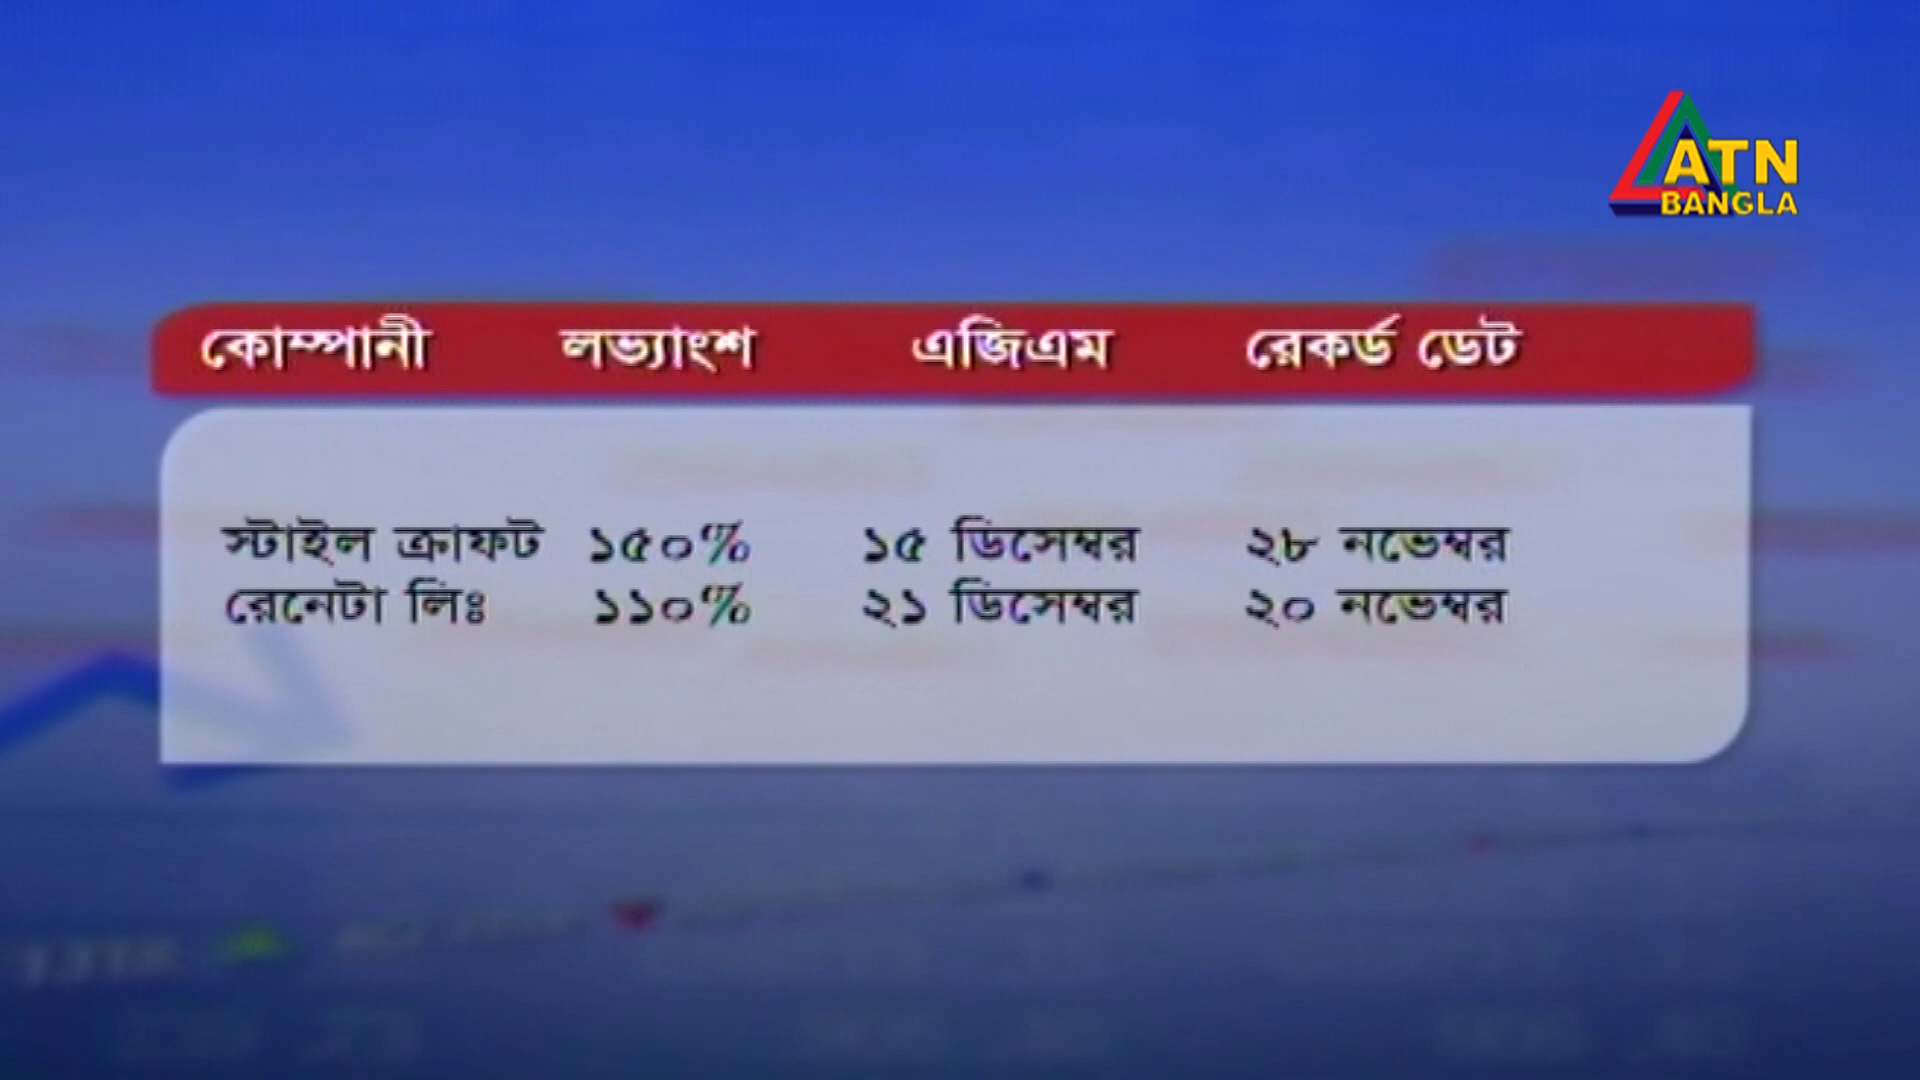 ATN
BANGLA
কোম্পানী লভ্যাংশ এজিএম রেকর্ড ডেট
স্টাইল ক্রাফট ১৫০% ১৫ ডিসেম্বর ২৮ নভেম্বর
রেনেটা লিঃ ১১০% ২১ ডিসেম্বর ২০ নভেম্বর